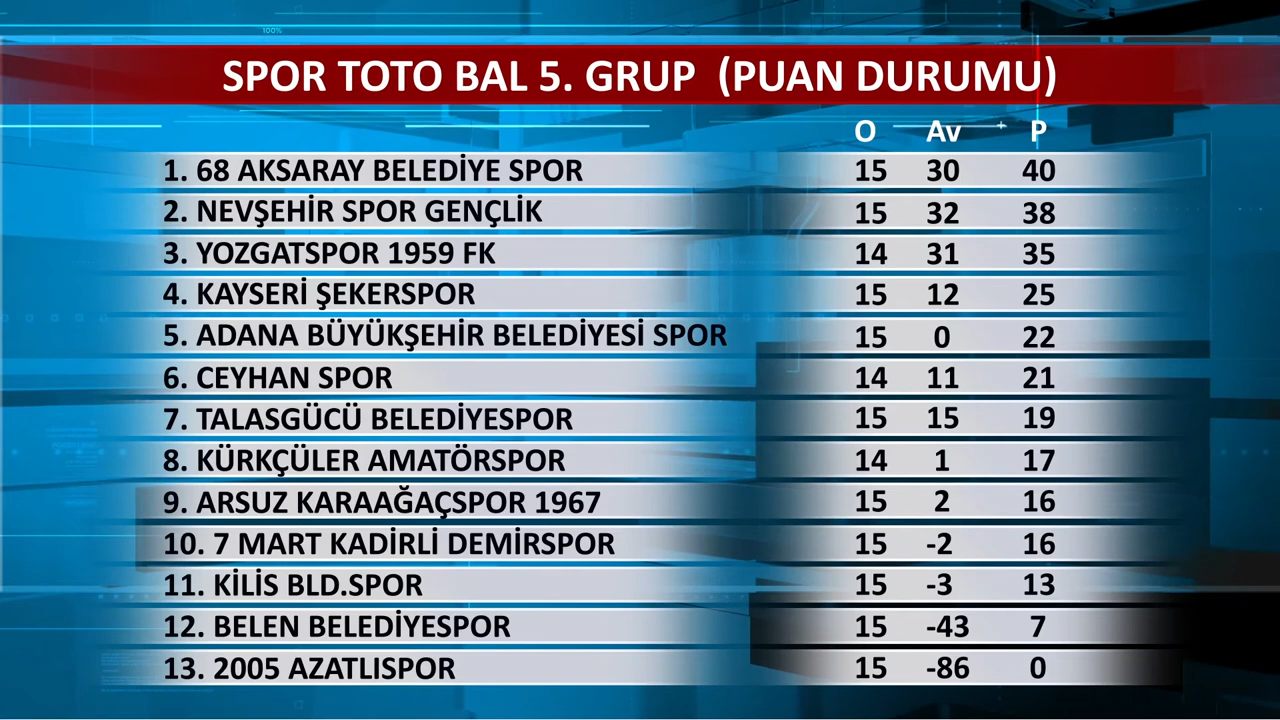 100%
SPOR TOTO BAL 5. GRUP (PUAN DURUMU)
O Av P
1. 68 AKSARAY BELEDİYE SPOR 15 30 40
2. NEVŞEHİR SPOR GENÇLİK 15 32 38
3. YOZGATSPOR 1959 FK 14 31 35
4. KAYSERİ ŞEKERSPOR 15 12 25
5. ADANA BÜYÜKŞEHİR BELEDİYESİ SPOR 15 0 22
6. CEYHAN SPOR 14 11 21
7. TALASGÜCÜ BELEDİYESPOR 15 15 19
8. KÜRKÇÜLER AMATÖRSPOR 14 1 17
9. ARSUZ KARAAĞAÇSPOR 1967 15 2 16
10. 7 MART KADİRLİ DEMİRSPOR 15 -2 16
11. KİLİS BLD.SPOR 15 -3 13
12. BELEN BELEDİYESPOR 15 -43 7
13. 2005 AZATLISPOR 15 -86 0